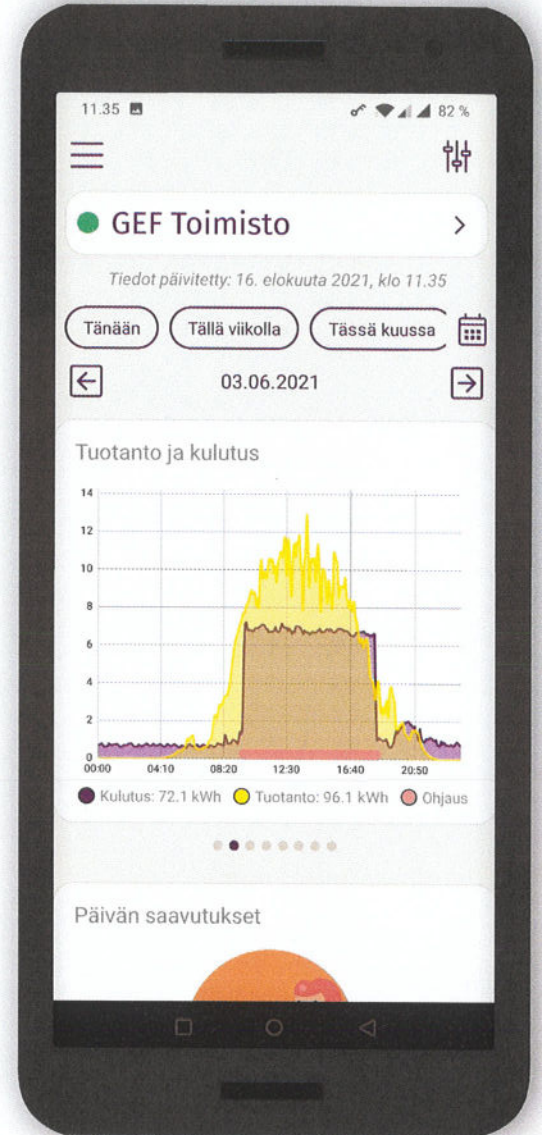 11.35 82 %
GEF Toimisto
Tiedot päivitetty: 16. elokuuta 2021, klo 11.35
Tänään Tällä viikolla Tässä kuussa
03.06.2021
Tuotanto ja kulutus
14
12
10
8
6
4
2
0
00:00 04:10 08:20 12:30 16:40 20:50
Kulutus: 72.1 kWh Tuotanto: 96.1 kWh Ohjaus
Päivän saavutukset